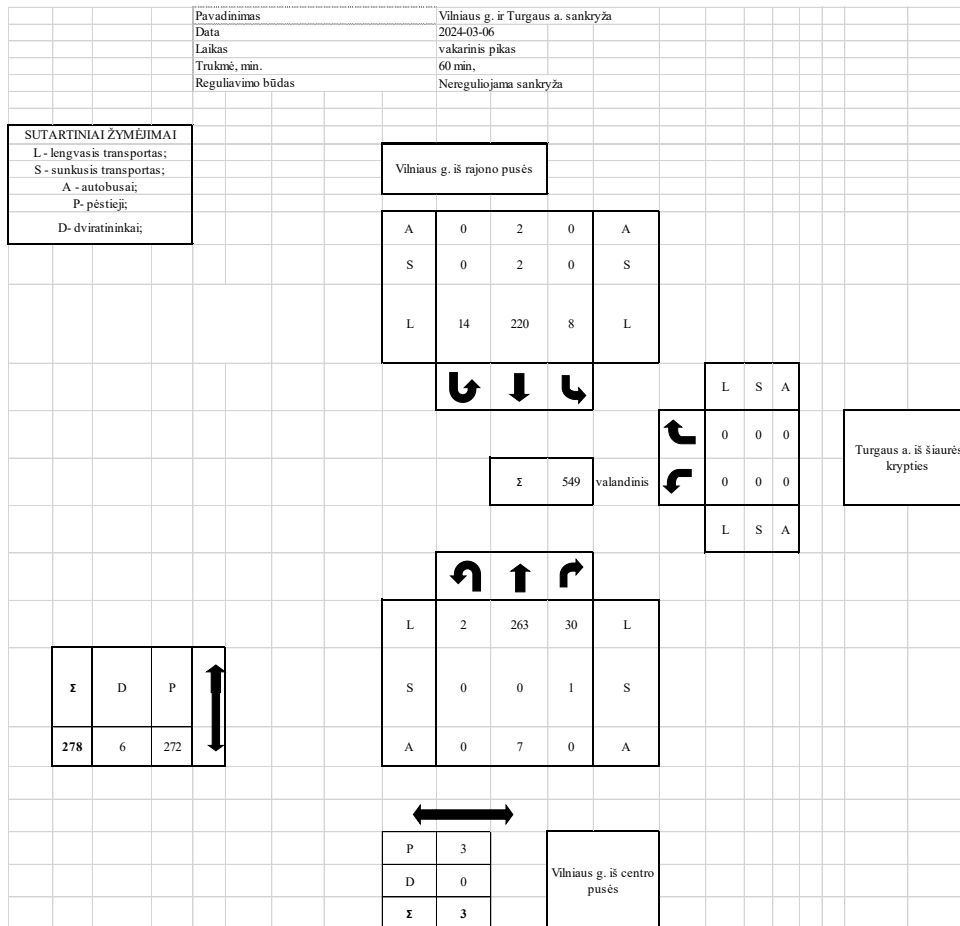 Pavadinimas Vilniaus g. ir Turgaus a. sankryža
Data 2024-03-06
Laikas vakarinis pikas
Trukmė, min. 60 min,
Reguliavimo būdas Nereguliojama sankryža
SUTARTINIAI ŽYMĖJIMAI
L - lengvasis transportas;
S - sunkusis transportas;
A - autobusai;
P- pėstieji;
D- dviratininkai;
Vilniaus g. iš rajono pusės
A 0 2 0 A
S 0 2 0 S
L 14 220 8 L
L S A
0 0 0
Turgaus a. iš šiaurės
krypties
Σ 549 valandinis
0 0 0
L S A
L 2 263 30 L
Σ D P
S 0 0 1 S
278 6 272
A 0 7 0 A
P 3
D 0
Σ 3
Vilniaus g. iš centro
pusės